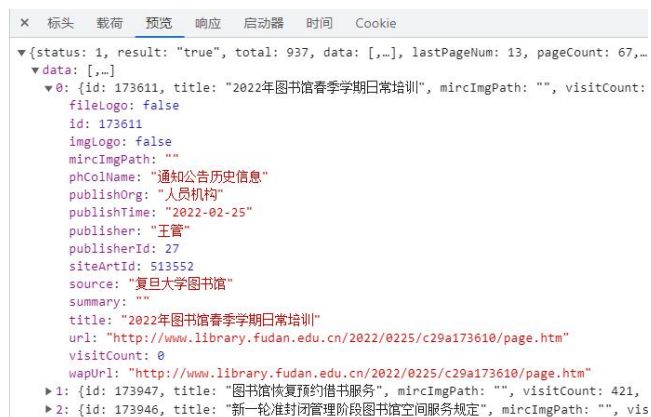 × 标头 载荷 预览 响应 启动器 时间 Cookie
▼{status: 1, result: "true", total: 937, data: [,…], lastPageNum: 13, pageCount: 67,…
▼data: [,…]
▼0: {id: 173611, title: "2022年图书馆春季学期日常培训", mircImgPath: "", visitCount:
fileLogo: false
id: 173611
imgLogo: false
mircImgPath: ""
phColName: "通知公告历史信息"
publishOrg: "人员机构"
publishTime: "2022-02-25"
publisher: "王管"
publisherId: 27
siteArtId: 513552
source: "复旦大学图书馆"
summary: ""
title: "2022年图书馆春季学期日常培训"
url: "http://www.library.fudan.edu.cn/2022/0225/c29a173610/page.htm"
visitCount: 0
wapUrl: "http://www.library.fudan.edu.cn/2022/0225/c29a173610/page.htm"
▶1: {id: 173947, title: "图书馆恢复预约借书服务", mircImgPath: "", visitCount: 421,
▶2: {id: 173946, title: "新一轮准封闭管理阶段图书馆空间服务规定", mircImgPath: "", vis